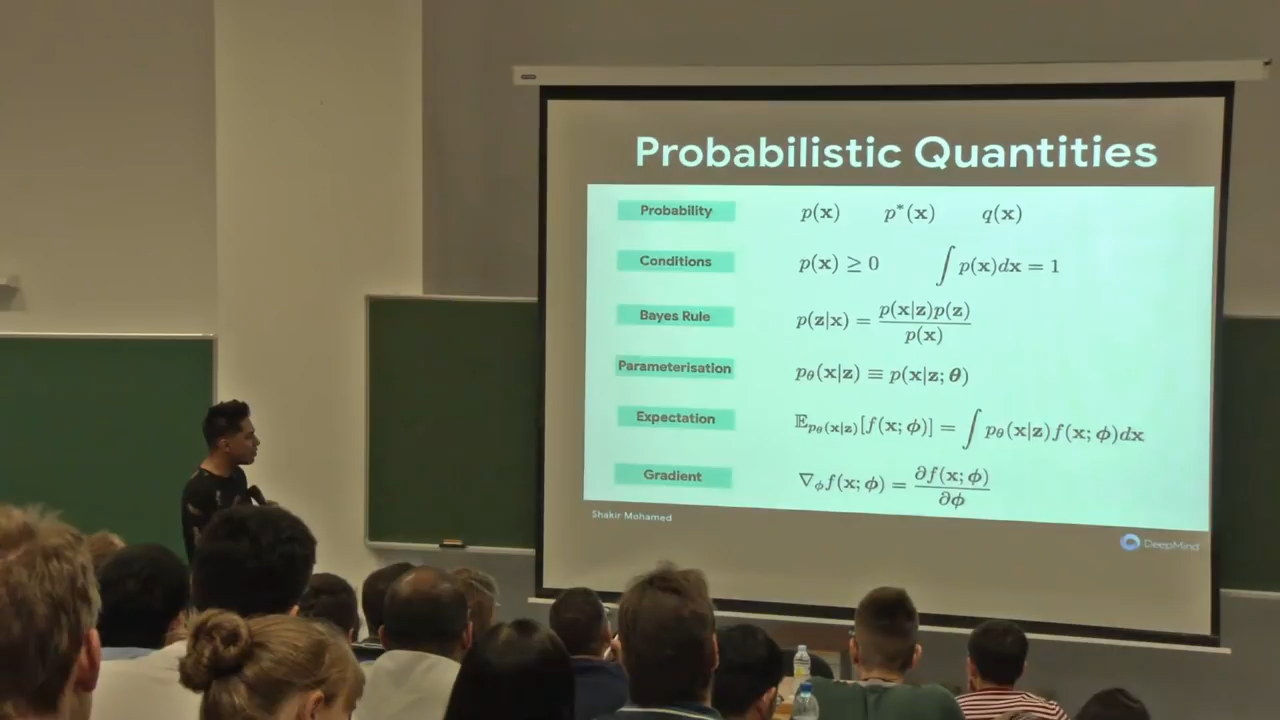 Probabilistic Quantities
Probability p(x) p*(x) q(x)
Conditions p(x) ≥ 0 ∫ p(x)dx = 1
Bayes Rule p(z|x) = p(x|z)p(z) / p(x)
Parameterisation pθ(x|z) ≡ p(x|z; θ)
Expectation 𝔼pθ(x|z)[f(x; ϕ)] = ∫ pθ(x|z)f(x; ϕ)dx
Gradient ∇ϕf(x; ϕ) = ∂f(x; ϕ) / ∂ϕ
Shakir Mohamed
DeepMind